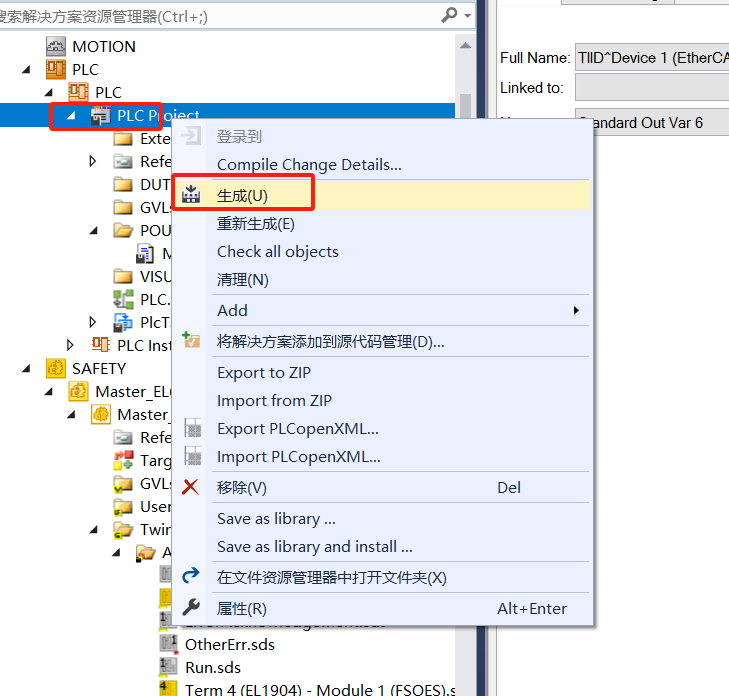 搜索解决方案资源管理器(Ctrl+;)
MOTION
PLC
PLC
PLC Project
Exte
Refe
DUT
GVLs
POU
VISU
PLC.
PlcT
PLC Inst
SAFETY
Master_EL6
Master_
Refe
Targ
GVLs
User
Twin
A
OtherErr.sds
Run.sds
Term 4 (EL1904) - Module 1 (FSOES).s
登录到
Compile Change Details...
生成(U)
重新生成(E)
Check all objects
清理(N)
Add
将解决方案添加到源代码管理(D)...
Export to ZIP
Import from ZIP
Export PLCopenXML...
Import PLCopenXML...
移除(V) Del
Save as library ...
Save as library and install ...
在文件资源管理器中打开文件夹(X)
属性(R) Alt+Enter
Full Name: TIID^Device 1 (EtherCA
Linked to:
Standard Out Var 6